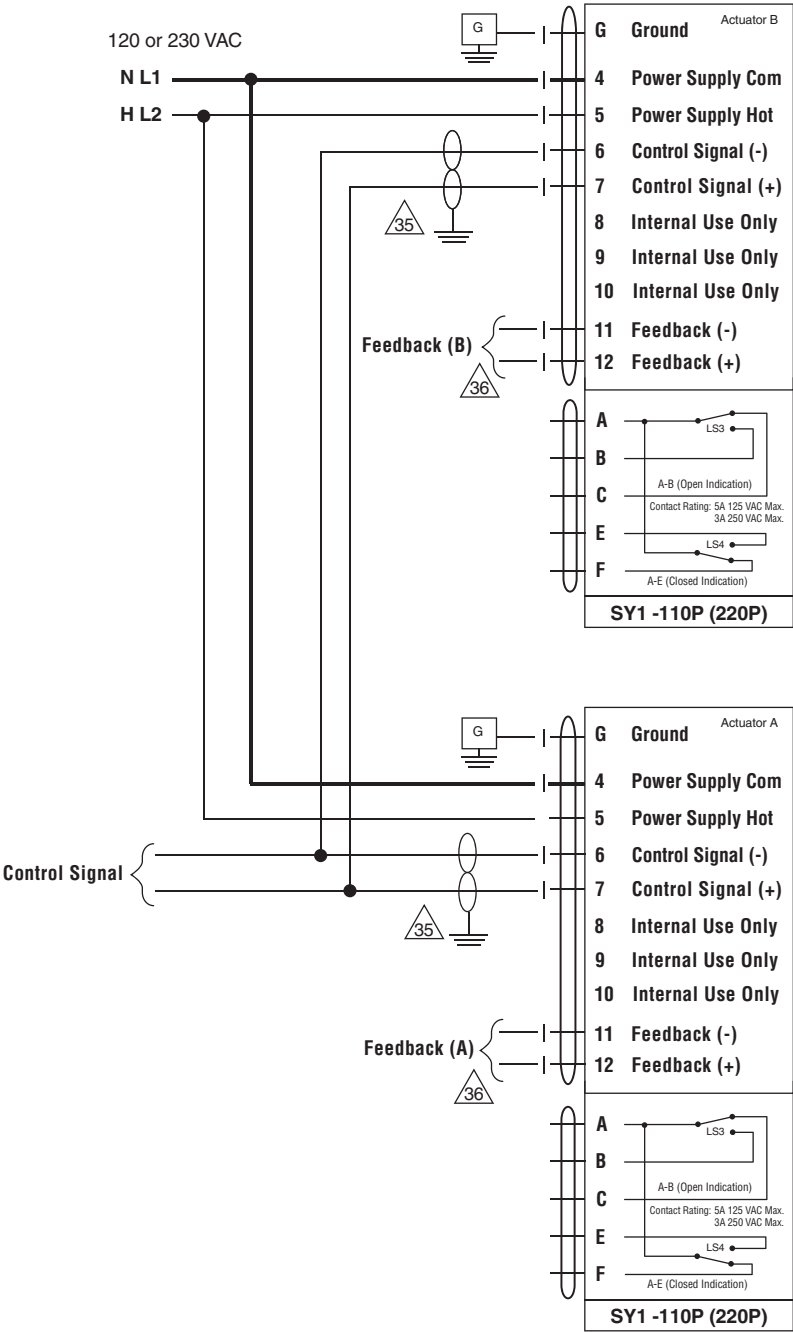 120 or 230 VAC
N L1
H L2
G
Actuator B
G Ground
4 Power Supply Com
5 Power Supply Hot
6 Control Signal (-)
7 Control Signal (+)
35
8 Internal Use Only
9 Internal Use Only
10 Internal Use Only
Feedback (B)
11 Feedback (-)
12 Feedback (+)
36
A
LS3
B
A-B (Open Indication)
C
Contact Rating: 5A 125 VAC Max.
3A 250 VAC Max.
E
LS4
F
A-E (Closed Indication)
SY1 -110P (220P)
G
Actuator A
G Ground
4 Power Supply Com
5 Power Supply Hot
Control Signal
6 Control Signal (-)
7 Control Signal (+)
35
8 Internal Use Only
9 Internal Use Only
10 Internal Use Only
Feedback (A)
11 Feedback (-)
12 Feedback (+)
36
A
LS3
B
A-B (Open Indication)
C
Contact Rating: 5A 125 VAC Max.
3A 250 VAC Max.
E
LS4
F
A-E (Closed Indication)
SY1 -110P (220P)